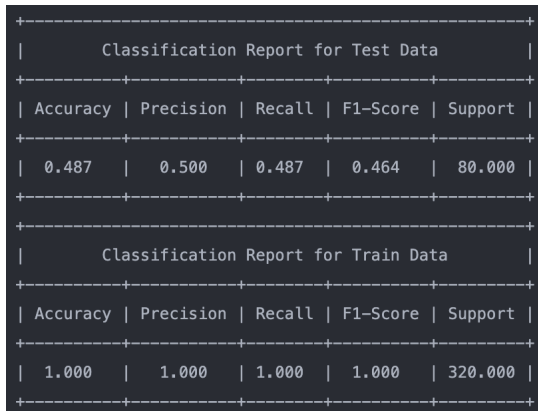 Classification Report for Test Data
| Accuracy | Precision | Recall | F1-Score | Support |
| 0.487 | 0.500 | 0.487 | 0.464 | 80.000 |
Classification Report for Train Data
| Accuracy | Precision | Recall | F1-Score | Support |
| 1.000 | 1.000 | 1.000 | 1.000 | 320.000 |